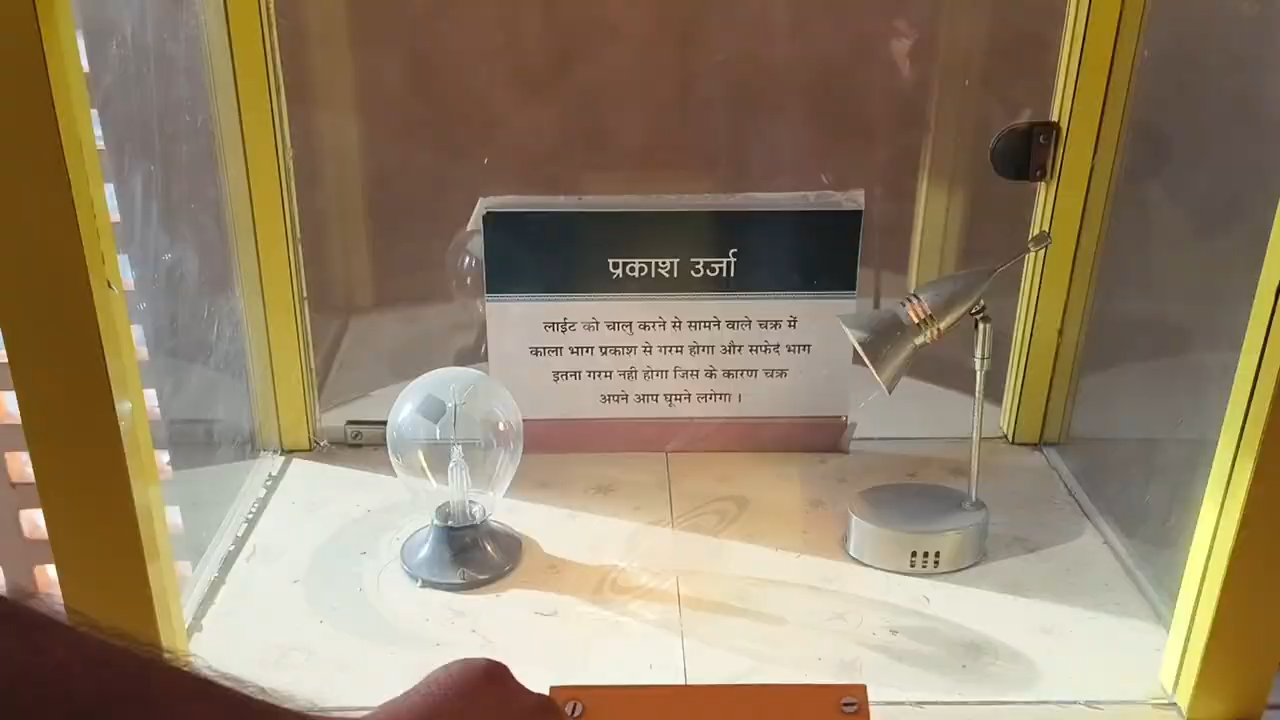 प्रकाश उर्जा
लाईट को चालु करने से सामने वाले चक्र में
काला भाग प्रकाश से गरम होगा और सफेद भाग
इतना गरम नही होगा जिस के कारण चक्र
अपने आप घूमने लगेगा ।